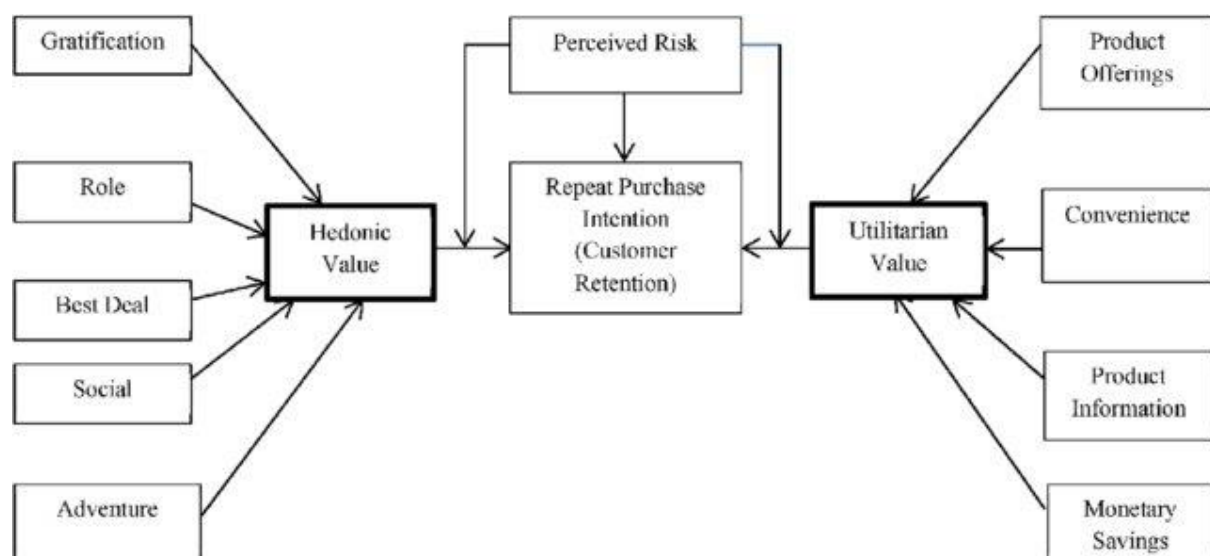 Gratification
Perceived Risk
Product
Offerings
Role
Repeat Purchase
Intention
(Customer
Retention)
Convenience
Hedonic
Value
Utilitarian
Value
Best Deal
Social
Product
Information
Adventure
Monetary
Savings